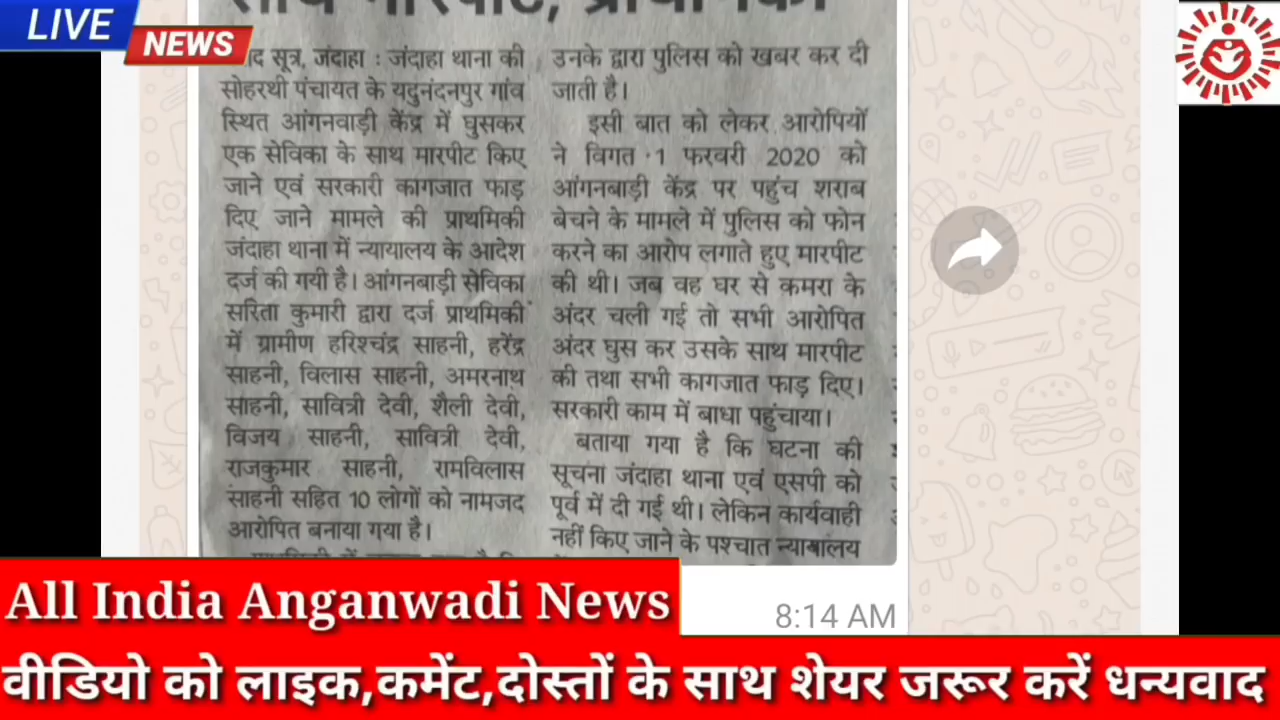 LIVE
NEWS
साथ मारपीट, प्राथमिकी
सूत्र, जंदाहा : जंदाहा थाना की
सोहरथी पंचायत के यदुनंदनपुर गांव
स्थित आंगनवाड़ी केंद्र में घुसकर
एक सेविका के साथ मारपीट किए
जाने एवं सरकारी कागजात फाड़
दिए जाने मामले की प्राथमिकी
जंदाहा थाना में न्यायालय के आदेश
दर्ज की गयी है। आंगनबाड़ी सेविका
सरिता कुमारी द्वारा दर्ज प्राथमिकी
में ग्रामीण हरिश्चंद्र साहनी, हरेंद्र
साहनी, विलास साहनी, अमरनाथ
साहनी, सावित्री देवी, शैली देवी,
विजय साहनी, सावित्री देवी,
राजकुमार साहनी, रामविलास
साहनी सहित 10 लोगों को नामजद
आरोपित बनाया गया है।
उनके द्वारा पुलिस को खबर कर दी
जाती है।
इसी बात को लेकर आरोपियों
ने विगत 1 फरवरी 2020 को
आंगनबाड़ी केंद्र पर पहुंच शराब
बेचने के मामले में पुलिस को फोन
करने का आरोप लगाते हुए मारपीट
की थी। जब वह घर से कमरा के
अंदर चली गई तो सभी आरोपित
अंदर घुस कर उसके साथ मारपीट
की तथा सभी कागजात फाड़ दिए।
सरकारी काम में बाधा पहुंचाया।
बताया गया है कि घटना की
सूचना जंदाहा थाना एवं एसपी को
पूर्व में दी गई थी। लेकिन कार्यवाही
नहीं किए जाने के पश्चात न्यायालय
8:14 AM
All India Anganwadi News
वीडियो को लाइक,कमेंट,दोस्तों के साथ शेयर जरूर करें धन्यवाद